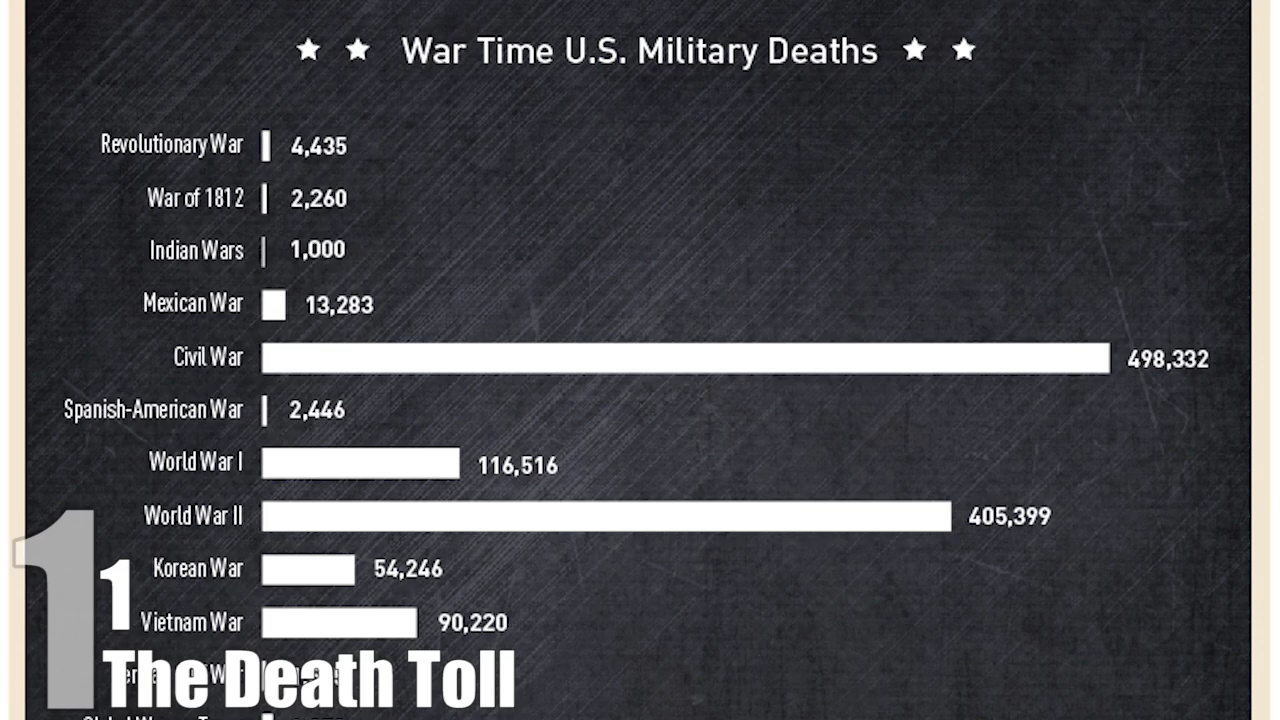 War Time U.S. Military Deaths
Revolutionary War 4,435
War of 1812 2,260
Indian Wars 1,000
Mexican War 13,283
Civil War 498,332
Spanish-American War 2,446
World War I 116,516
World War II 405,399
Korean War 54,246
Vietnam War 90,220
1
1
The Death Toll